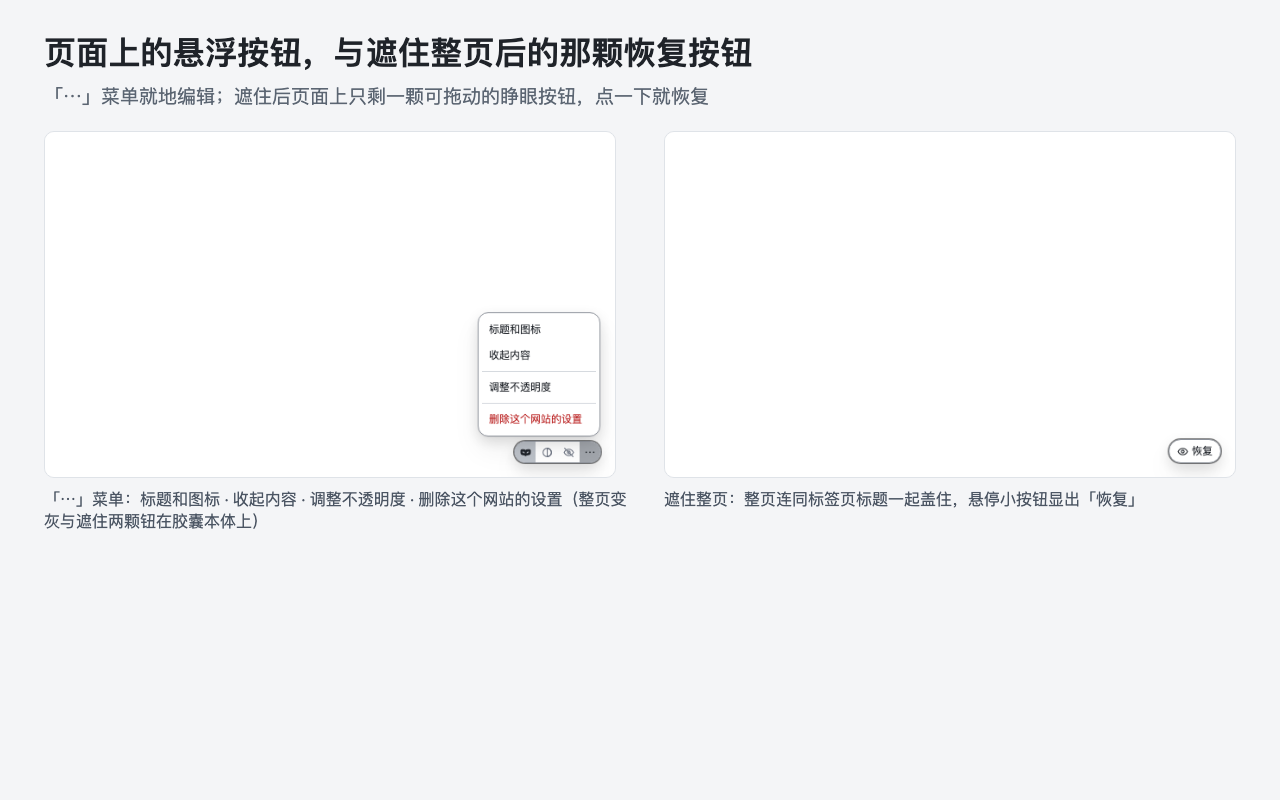 页面上的悬浮按钮，与遮住整页后的那颗恢复按钮
「⋯」菜单就地编辑；遮住后页面上只剩一颗可拖动的睁眼按钮，点一下就恢复
标题和图标
收起内容
调整不透明度
删除这个网站的设置
⋯
恢复
「⋯」菜单：标题和图标 · 收起内容 · 调整不透明度 · 删除这个网站的设置（整页变
灰与遮住两颗钮在胶囊本体上）
遮住整页：整页连同标签页标题一起盖住，悬停小按钮显出「恢复」